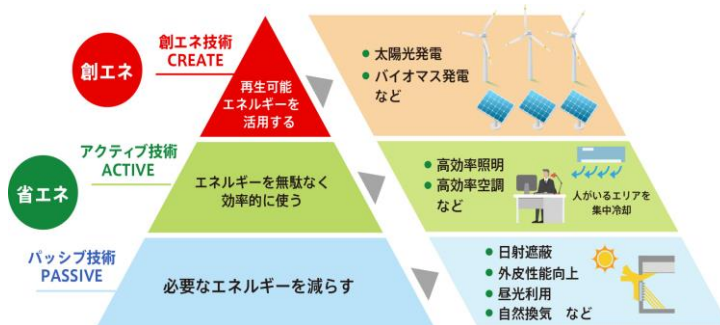 創エネ
創エネ技術
CREATE
再生可能
エネルギーを
活用する
● 太陽光発電
● バイオマス発電
など
省エネ
アクティブ技術
ACTIVE
エネルギーを無駄なく
効率的に使う
● 高効率照明
● 高効率空調
など
人がいるエリアを
集中冷却
パッシブ技術
PASSIVE
必要なエネルギーを減らす
● 日射遮蔽
● 外皮性能向上
● 昼光利用
● 自然換気 など